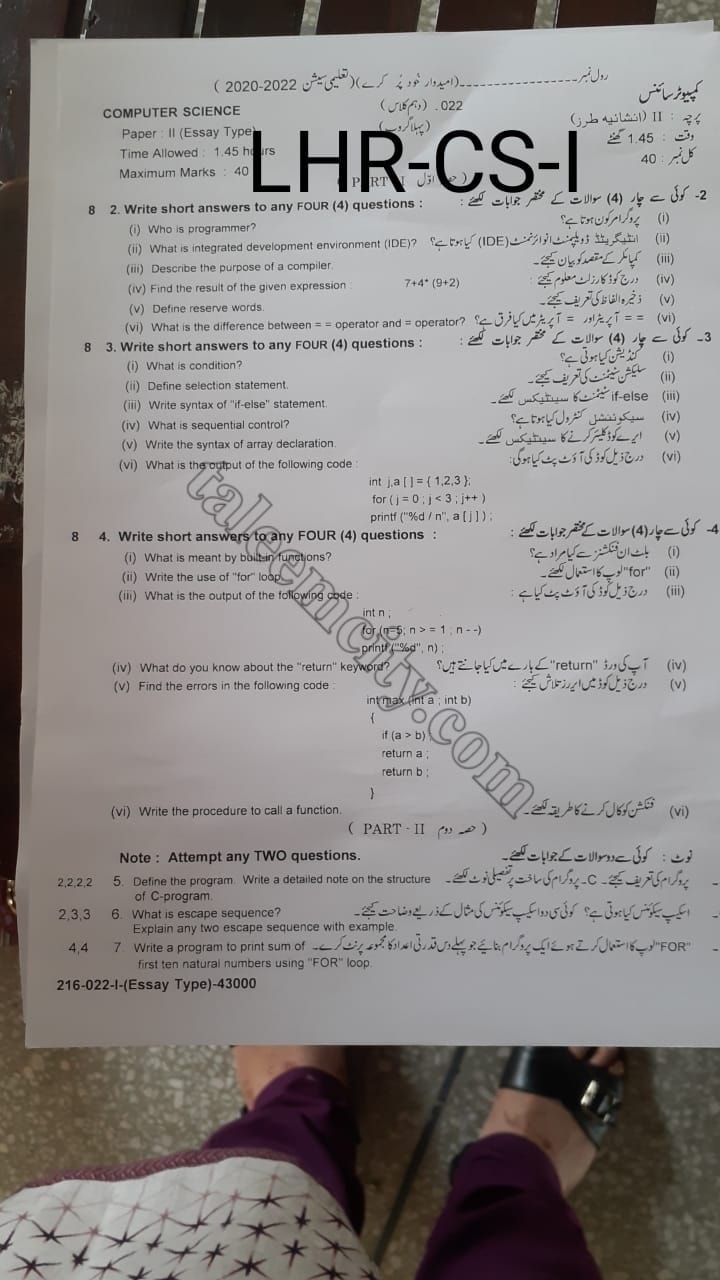 رول نمبر ------------------ (امیدوار خود پُر کرے) (تعلیمی سیشن 2022-2020)
کمپیوٹر سائنس
022. (دہم کلاس)
COMPUTER SCIENCE
پرچہ : II (انشائیہ طرز)
(پہلا گروپ)
Paper : II (Essay Type)
وقت : 1.45 گھنٹے
Time Allowed : 1.45 hours
LHR-CS-I
کل نمبر : 40
Maximum Marks : 40
( PART - I حصہ اوّل )
2- کوئی سے چار (4) سوالات کے مختصر جوابات لکھئے :
8 2. Write short answers to any FOUR (4) questions :
(i) Who is programmer?
(i) پروگرامر کون ہوتا ہے؟
(ii) What is integrated development environment (IDE)?
(ii) انٹیگریٹڈ ڈویلپمنٹ انوائرنمنٹ (IDE) کیا ہوتا ہے؟
(iii) Describe the purpose of a compiler.
(iii) کمپائلر کے مقصد کو بیان کیجئے۔
(iv) Find the result of the given expression : 7+4* (9+2)
(iv) درج کوڈ کا رزلٹ معلوم کیجئے :
(v) Define reserve words.
(v) ذخیرہ الفاظ کی تعریف کیجئے۔
(vi) What is the difference between = = operator and = operator?
(vi) = = آپریٹر اور = آپریٹر میں کیا فرق ہے؟
3- کوئی سے چار (4) سوالات کے مختصر جوابات لکھئے :
8 3. Write short answers to any FOUR (4) questions :
(i) What is condition?
(i) کنڈیشن کیا ہوتی ہے؟
(ii) Define selection statement.
(ii) سلیکشن سٹیٹمنٹ کی تعریف کیجئے۔
(iii) Write syntax of "if-else" statement.
(iii) if-else سٹیٹمنٹ کا سینٹیکس لکھئے۔
(iv) What is sequential control?
(iv) سیکوئنشل کنٹرول کیا ہوتا ہے؟
(v) Write the syntax of array declaration.
(v) ایرے کو ڈکلیئر کرنے کا سینٹیکس لکھئے۔
(vi) What is the output of the following code :
(vi) درج ذیل کوڈ کی آؤٹ پٹ کیا ہوگی:
int j,a [ ] = { 1,2,3 };
for ( j = 0 ; j < 3 ; j++ )
printf ("%d / n", a [ j ] ) ;
4- کوئی سے چار (4) سوالات کے مختصر جوابات لکھئے :
8 4. Write short answers to any FOUR (4) questions :
(i) What is meant by built-in functions?
(i) بلٹ ان فنکشنز سے کیا مراد ہے؟
(ii) Write the use of "for" loop.
(ii) "for" لوپ کا استعمال لکھئے۔
(iii) What is the output of the following code :
(iii) درج ذیل کوڈ کی آؤٹ پٹ کیا ہے :
int n ;
for (n=5; n > = 1 ; n - -)
printf ("%d", n) ;
(iv) What do you know about the "return" keyword?
(iv) آپ کی ورڈ "return" کے بارے میں کیا جانتے ہیں؟
(v) Find the errors in the following code :
(v) درج ذیل کوڈ میں ایررز تلاش کیجئے :
int max (int a ; int b)
{
if (a > b) ;
return a ;
return b ;
}
(vi) Write the procedure to call a function.
(vi) فنکشن کو کال کرنے کا طریقہ لکھئے۔
taleemcity.com
( PART - II حصہ دوم )
Note : Attempt any TWO questions.
نوٹ : کوئی سے دو سوالات کے جوابات لکھئے۔
2,2,2,2 5. Define the program. Write a detailed note on the structure
of C-program.
پروگرام کی تعریف کیجئے۔ C- پروگرام کی ساخت پر تفصیلی نوٹ لکھئے۔
2,3,3 6. What is escape sequence?
Explain any two escape sequence with example.
اسکیپ سیکوئنس کیا ہوتی ہے؟ کوئی سی دو اسکیپ سیکوئنس کی مثال کے ذریعے وضاحت کیجئے۔
4,4 7. Write a program to print sum of
first ten natural numbers using "FOR" loop.
"FOR" لوپ کا استعمال کرتے ہوئے ایک پروگرام بنائیے جو پہلے دس قدرتی اعداد کا مجموعہ پرنٹ کرے۔
216-022-I-(Essay Type)-43000